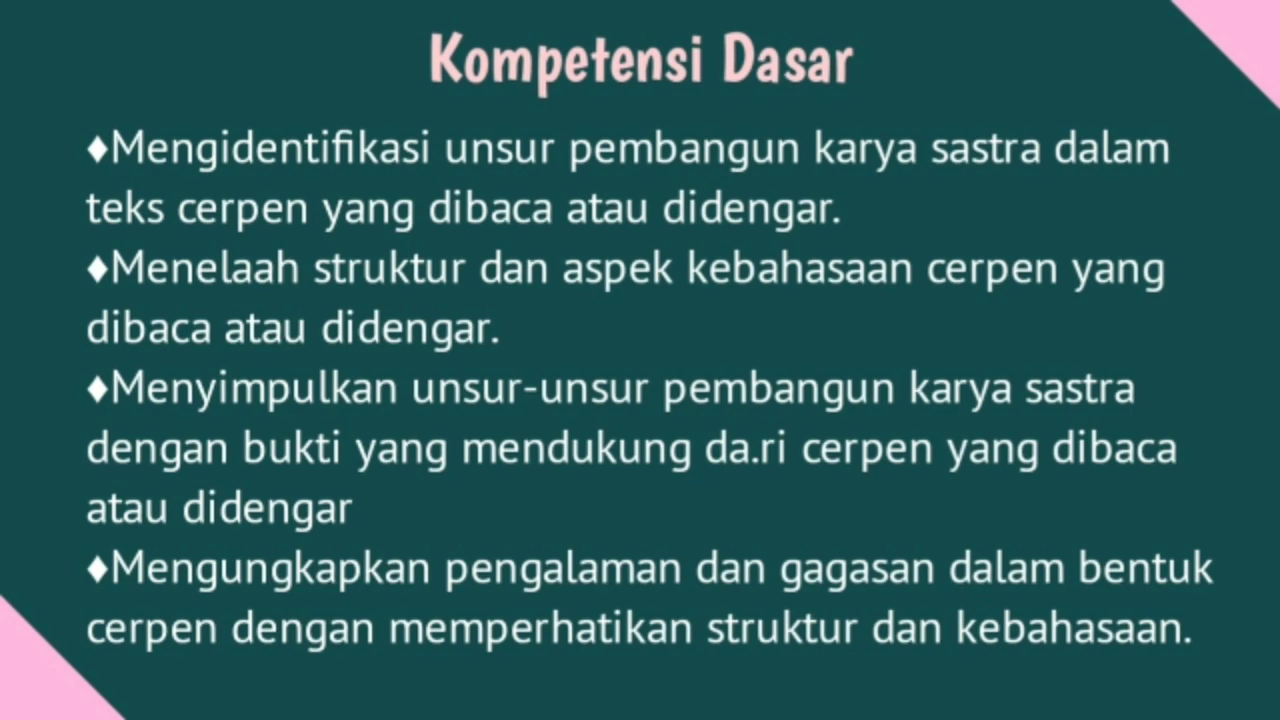 Kompetensi Dasar
♦Mengidentifikasi unsur pembangun karya sastra dalam
teks cerpen yang dibaca atau didengar.
♦Menelaah struktur dan aspek kebahasaan cerpen yang
dibaca atau didengar.
♦Menyimpulkan unsur-unsur pembangun karya sastra
dengan bukti yang mendukung da.ri cerpen yang dibaca
atau didengar
♦Mengungkapkan pengalaman dan gagasan dalam bentuk
cerpen dengan memperhatikan struktur dan kebahasaan.